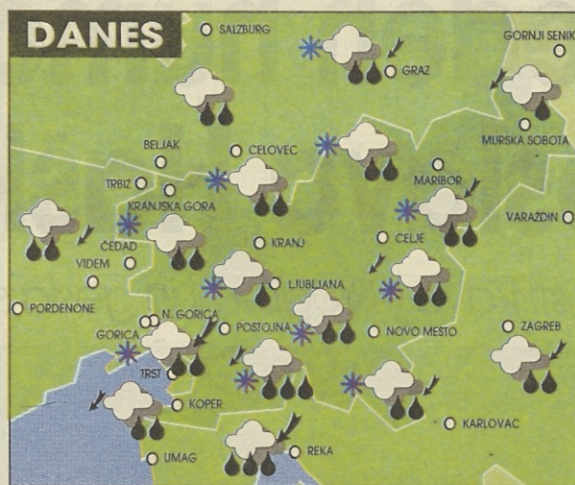 DANES
SALZBURG
GORNJI SENIK
GRAZ
MURSKA SOBOTA
BELJAK
CELOVEC
MARIBOR
TRBIŽ
KRANJSKA GORA
VARAŽDIN
ČEDAD
KRANJ
CELJE
VIDEM
LJUBLJANA
PORDENONE
N. GORICA
GORICA
POSTOJNA
NOVO MESTO
ZAGREB
TRST
KOPER
KARLOVAC
UMAG
REKA